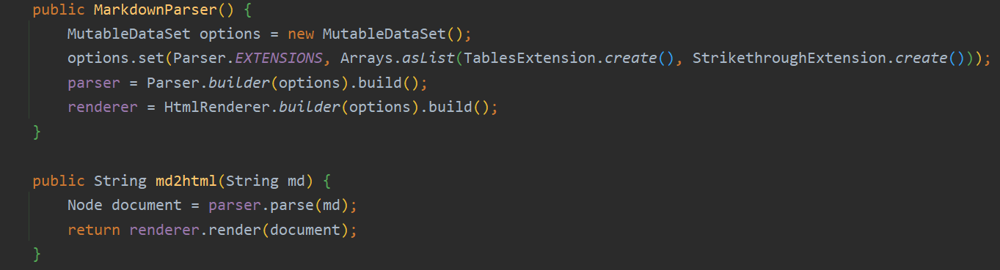 public MarkdownParser() {
MutableDataSet options = new MutableDataSet();
options.set(Parser.EXTENSIONS, Arrays.asList(TablesExtension.create(), StrikethroughExtension.create()));
parser = Parser.builder(options).build();
renderer = HtmlRenderer.builder(options).build();
}
public String md2html(String md) {
Node document = parser.parse(md);
return renderer.render(document);
}